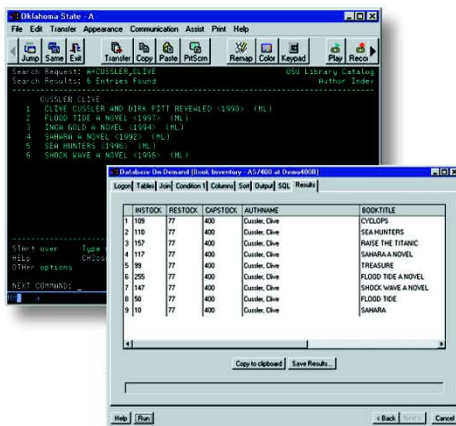 Oklahoma State - A
File Edit Transfer Appearance Communication Assist Print Help
Jump Same Exit Transfer Copy Paste PrtScrn Remap Color Keypad Play
Search Request: A=CUSSLER,CLIVE OSU Library Catalog
Search Results: 6 Entries Found Author Index
CUSSLER CLIVE
1 CLIVE CUSSLER AND DIRK PITT REVEALED <1998> (ML)
2 FLOOD TIDE A NOVEL <1997> (ML)
3 INCA GOLD A NOVEL <1994> (ML)
4 SAHARA A NOVEL <1992> (ML)
5 SEA HUNTERS <1996> (ML)
6 SHOCK WAVE A NOVEL <1996> (ML)
STArt over
HELp
OTHer options
NEXT COMMAND:
Database On Demand (Book Inventory - AS/400 at Demo400B)
Logon Tables Join Condition 1 Columns Sort Output SQL Results
INSTOCK RESTOCK CAPSTOCK AUTHNAME BOOKTITLE
1 109 77 400 Cussler, Clive CYCLOPS
2 110 77 400 Cussler, Clive SEA HUNTERS
3 157 77 400 Cussler, Clive RAISE THE TITANIC
4 117 77 400 Cussler, Clive SAHARA A NOVEL
5 99 77 400 Cussler, Clive TREASURE
6 255 77 400 Cussler, Clive FLOOD TIDE A NOVEL
7 147 77 400 Cussler, Clive SHOCK WAVE A NOVEL
8 50 77 400 Cussler, Clive FLOOD TIDE
9 10 77 400 Cussler, Clive SAHARA
Copy to clipboard Save Results...
Help Run < Back Next > Cancel